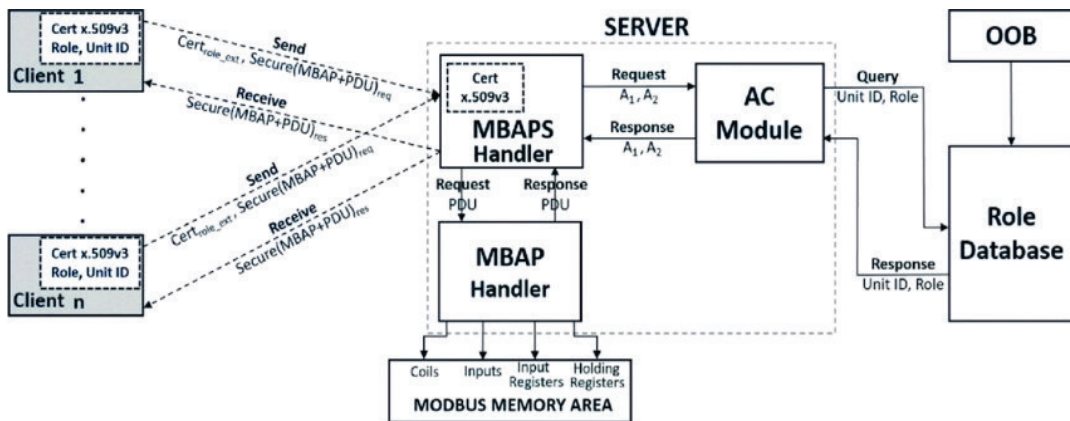 Cert x.509v3
Role, Unit ID
Client 1
Send
Cert_role_ext, Secure(MBAP+PDU)_req
Receive
Secure(MBAP+PDU)_res
Send
Cert_role_ext, Secure(MBAP+PDU)_req
Receive
Secure(MBAP+PDU)_res
Cert x.509v3
Role, Unit ID
Client n
SERVER
Cert
x.509v3
MBAPS
Handler
Request
A₁, A₂
Response
A₁, A₂
AC
Module
Request
PDU
Response
PDU
MBAP
Handler
Query
Unit ID, Role
Response
Unit ID, Role
OOB
Role
Database
Coils
Inputs
Input
Registers
Holding
Registers
MODBUS MEMORY AREA